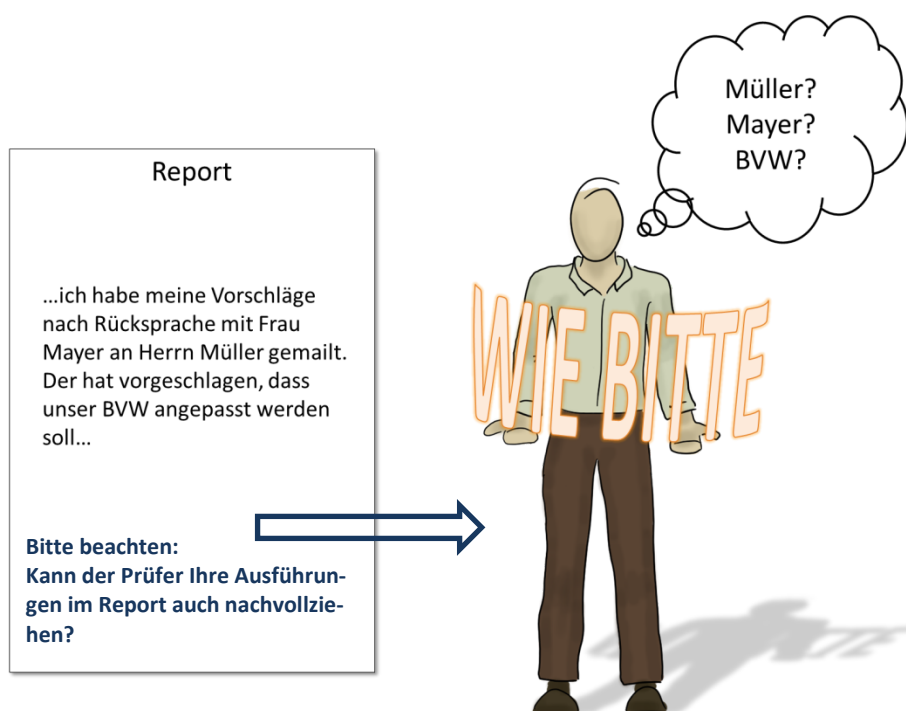 Müller?
Mayer?
BVW?
Report
...ich habe meine Vorschläge
nach Rücksprache mit Frau
Mayer an Herrn Müller gemailt.
Der hat vorgeschlagen, dass
unser BVW angepasst werden
soll...
WIE BITTE
Bitte beachten:
Kann der Prüfer Ihre Ausführun-
gen im Report auch nachvollzie-
hen?